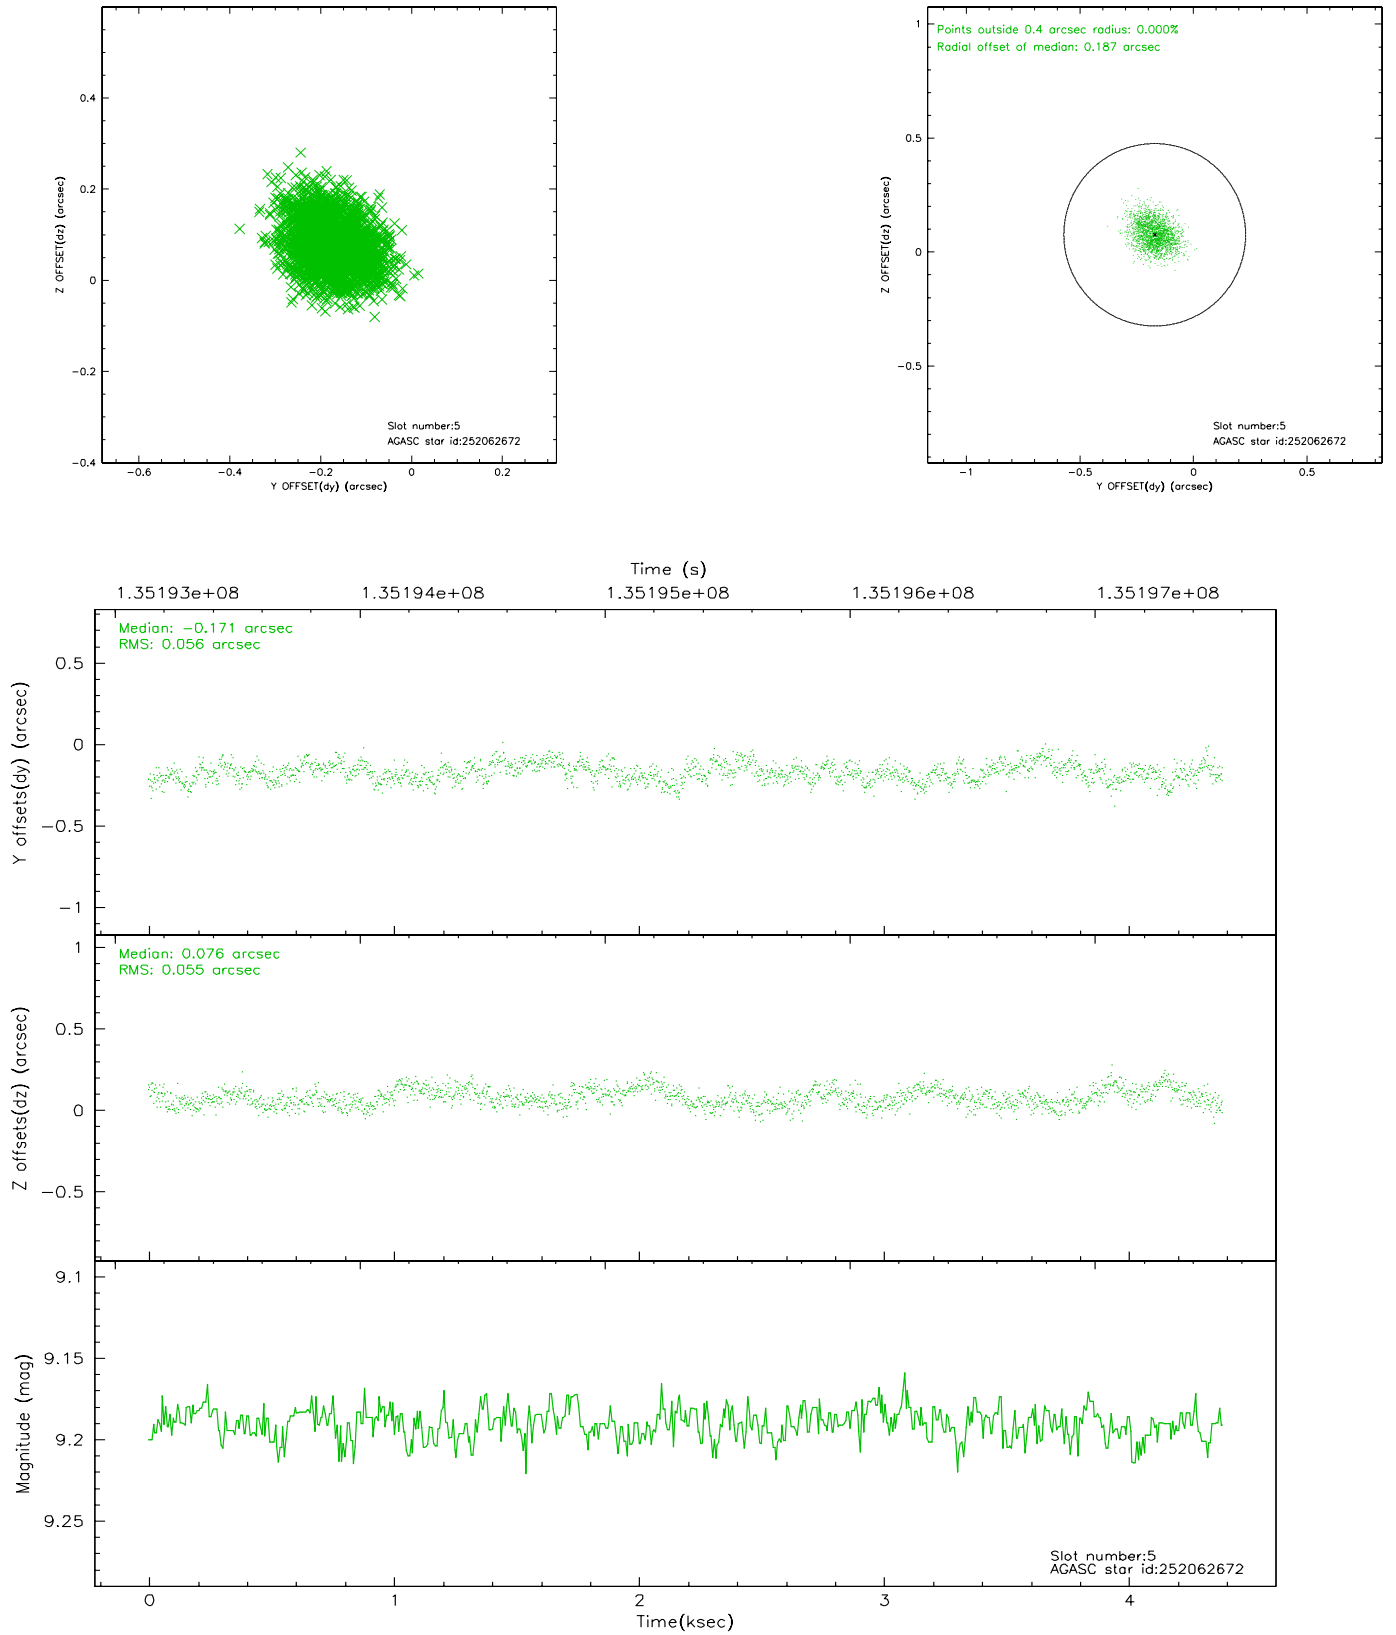 0.4
0.2
0
−0.2
−0.4
Z OFFSET(dz) (arcsec)
Slot number:5
AGASC star id:252062672
−0.6
−0.4
−0.2
0
0.2
Y OFFSET(dy) (arcsec)
Points outside 0.4 arcsec radius: 0.000%
Radial offset of median: 0.187 arcsec
1
0.5
0
−0.5
Z OFFSET(dz) (arcsec)
Slot number:5
AGASC star id:252062672
−1
−0.5
0
0.5
Y OFFSET(dy) (arcsec)
Time (s)
1.35193e+08
1.35194e+08
1.35195e+08
1.35196e+08
1.35197e+08
Median: −0.171 arcsec
RMS: 0.056 arcsec
0.5
0
−0.5
−1
Y offsets(dy) (arcsec)
Median: 0.076 arcsec
RMS: 0.055 arcsec
1
0.5
0
−0.5
Z offsets(dz) (arcsec)
9.1
9.15
9.2
9.25
Magnitude (mag)
Slot number:5
AGASC star id:252062672
0
1
2
3
4
Time(ksec)